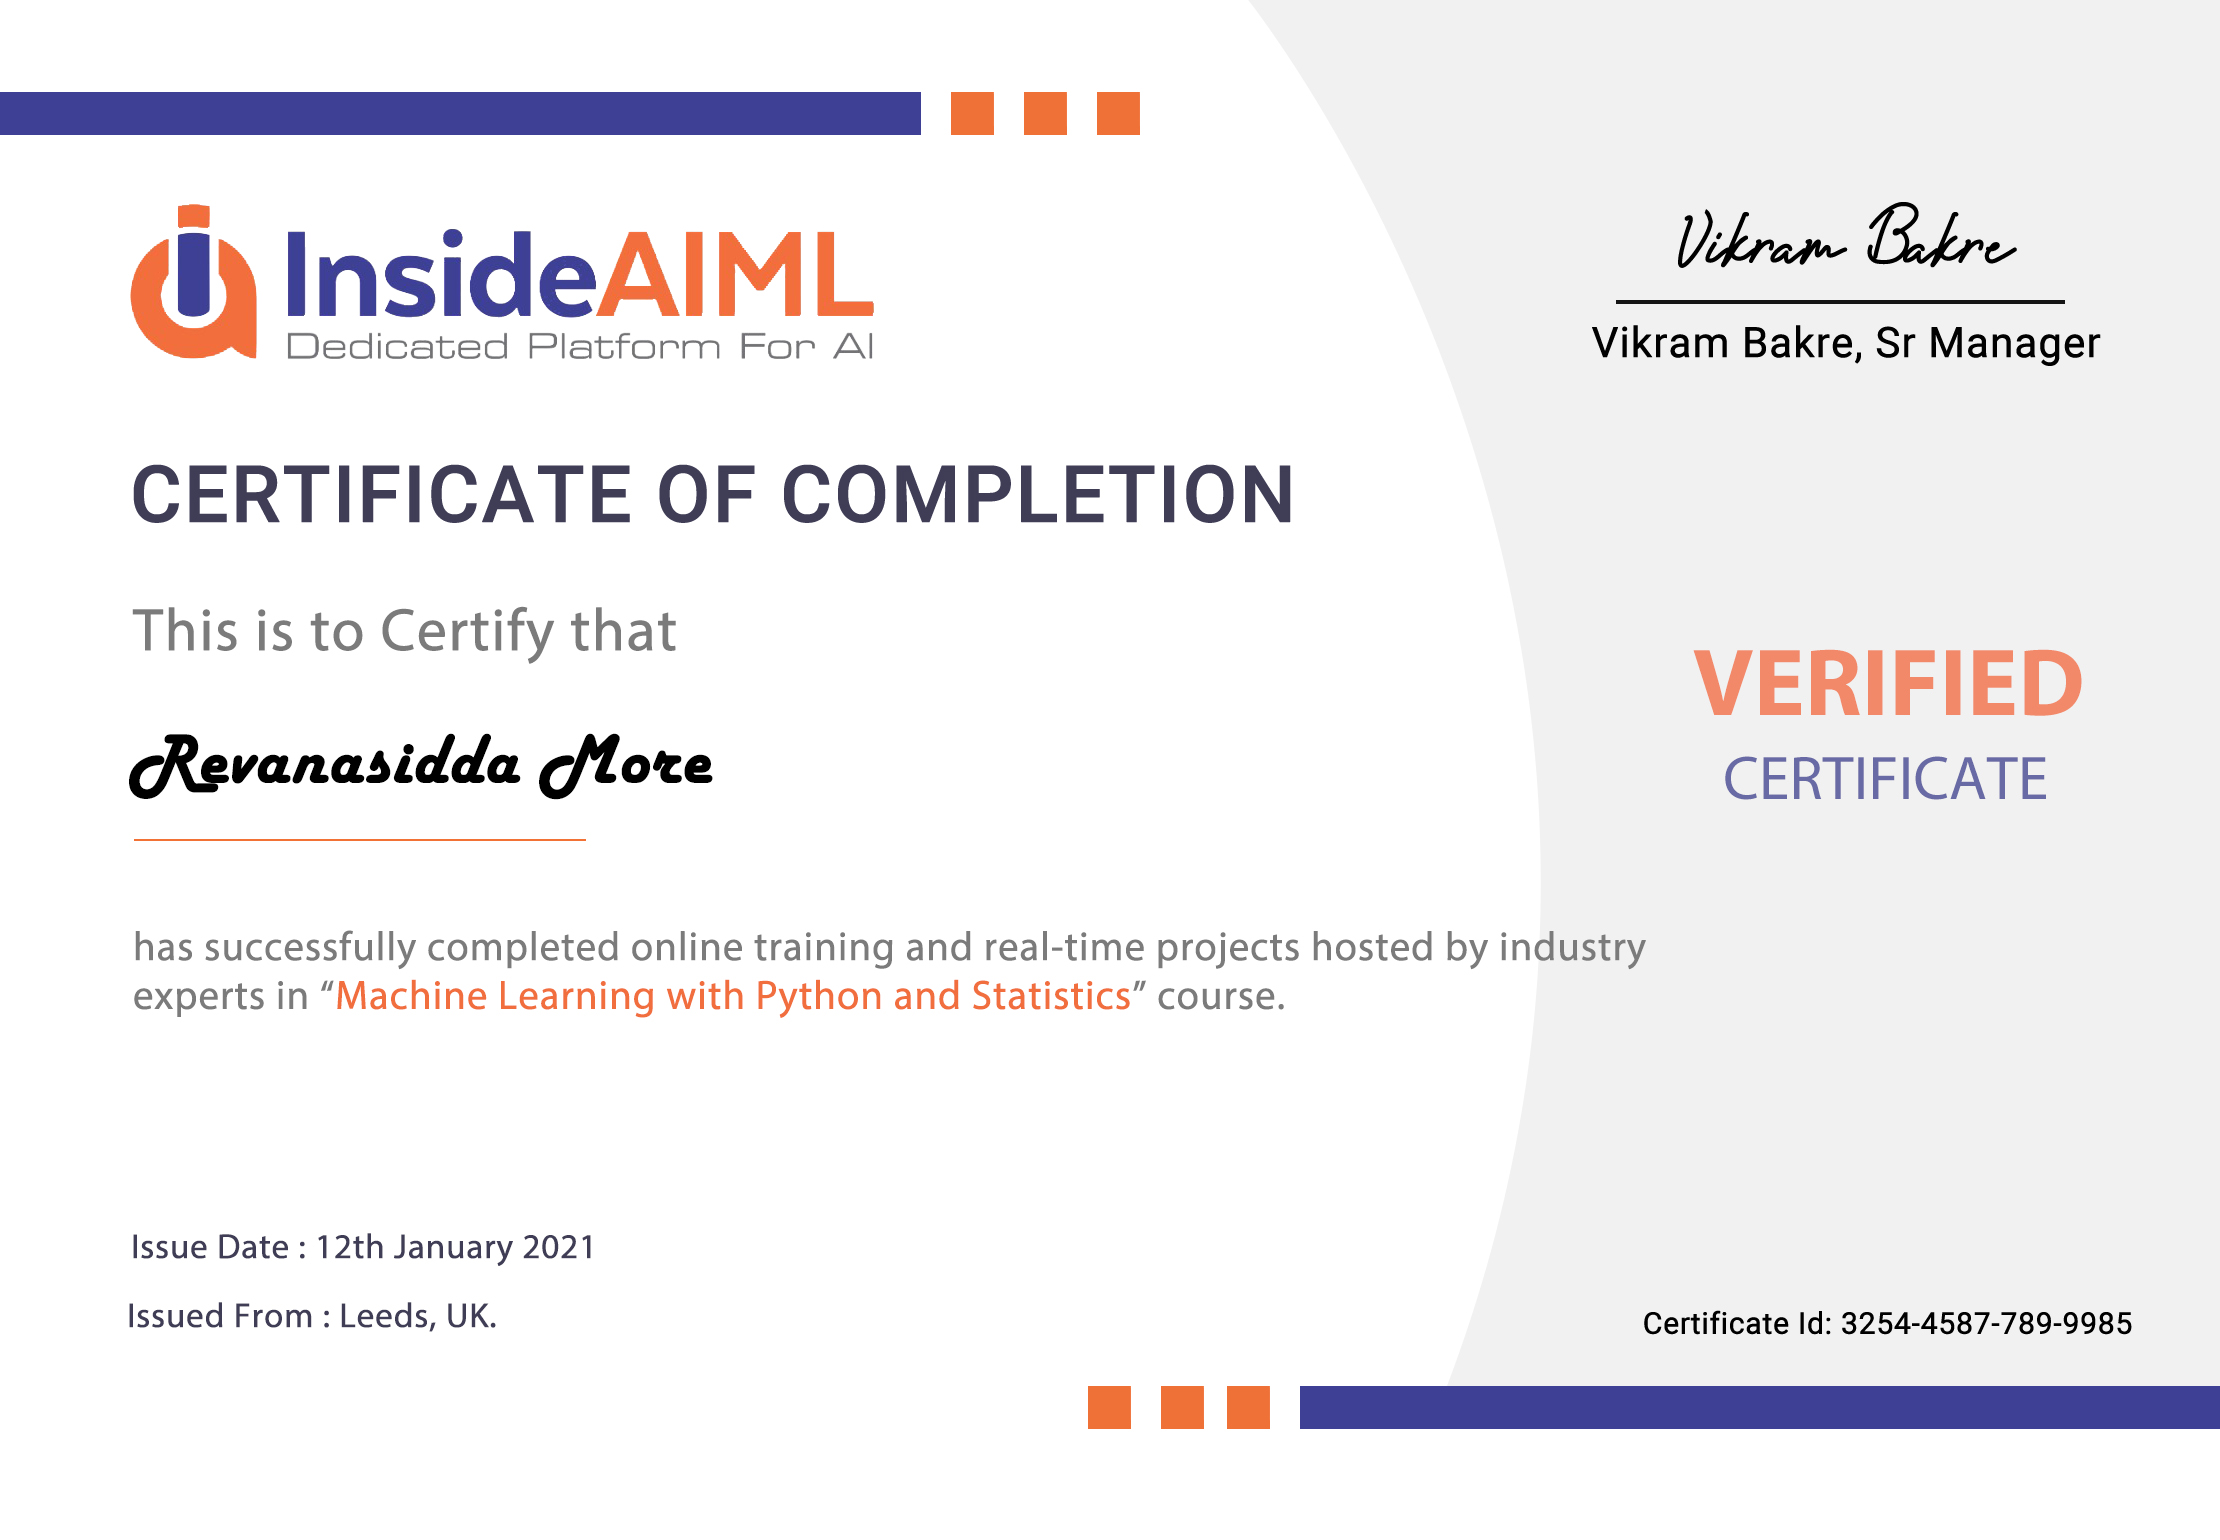 InsideAIML
Dedicated Platform For AI
Vikram Bakre
Vikram Bakre, Sr Manager
CERTIFICATE OF COMPLETION
This is to Certify that
Revanasidda More
VERIFIED
CERTIFICATE
has successfully completed online training and real-time projects hosted by industry
experts in “Machine Learning with Python and Statistics” course.
Issue Date : 12th January 2021
Issued From : Leeds, UK.
Certificate Id: 3254-4587-789-9985